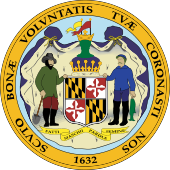 SCVTO BONÆ VOLVNTATIS TVÆ CORONASTI NOS
FATTI MASCHII PAROLE FEMINE
1632